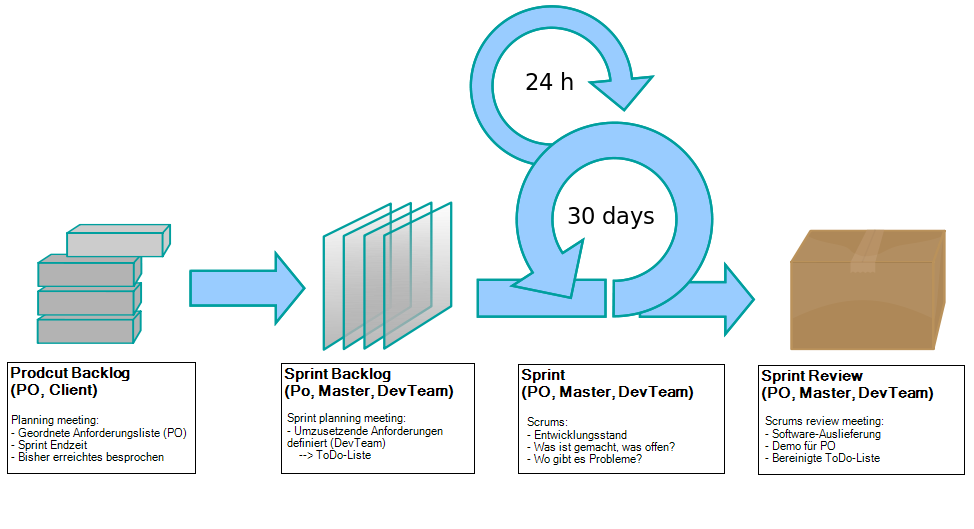 24 h
30 days
Prodcut Backlog
(PO, Client)
Planning meeting:
- Geordnete Anforderungsliste (PO)
- Sprint Endzeit
- Bisher erreichtes besprochen
Sprint Backlog
(Po, Master, DevTeam)
Sprint planning meeting:
- Umzusetzende Anforderungen
definiert (DevTeam)
--> ToDo-Liste
Sprint
(PO, Master, DevTeam)
Scrums:
- Entwicklungsstand
- Was ist gemacht, was offen?
- Wo gibt es Probleme?
Sprint Review
(PO, Master, DevTeam)
Scrums review meeting:
- Software-Auslieferung
- Demo für PO
- Bereinigte ToDo-Liste